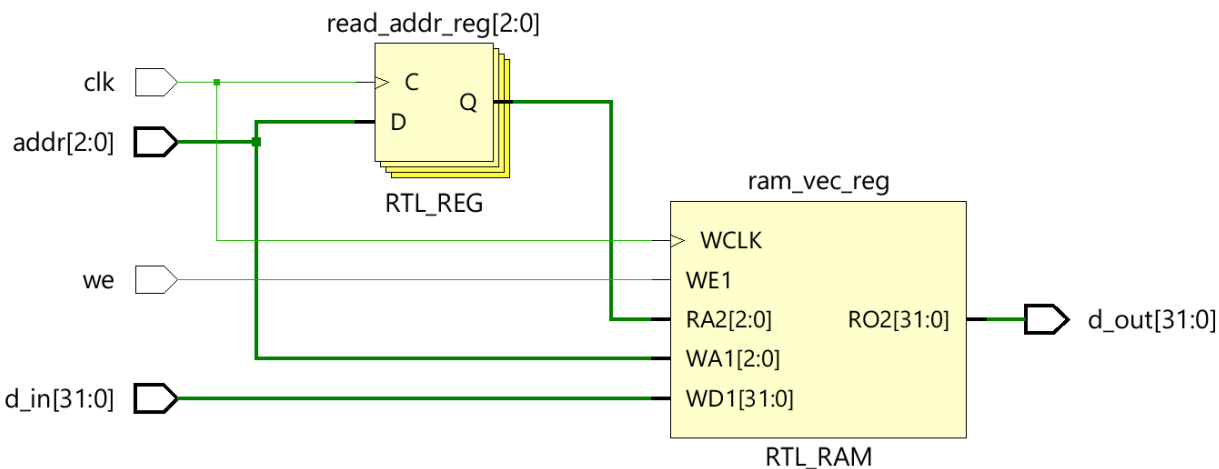 read_addr_reg[2:0]
clk
C
Q
D
addr[2:0]
RTL_REG
ram_vec_reg
WCLK
we
WE1
RA2[2:0]
RO2[31:0]
d_out[31:0]
WA1[2:0]
d_in[31:0]
WD1[31:0]
RTL_RAM